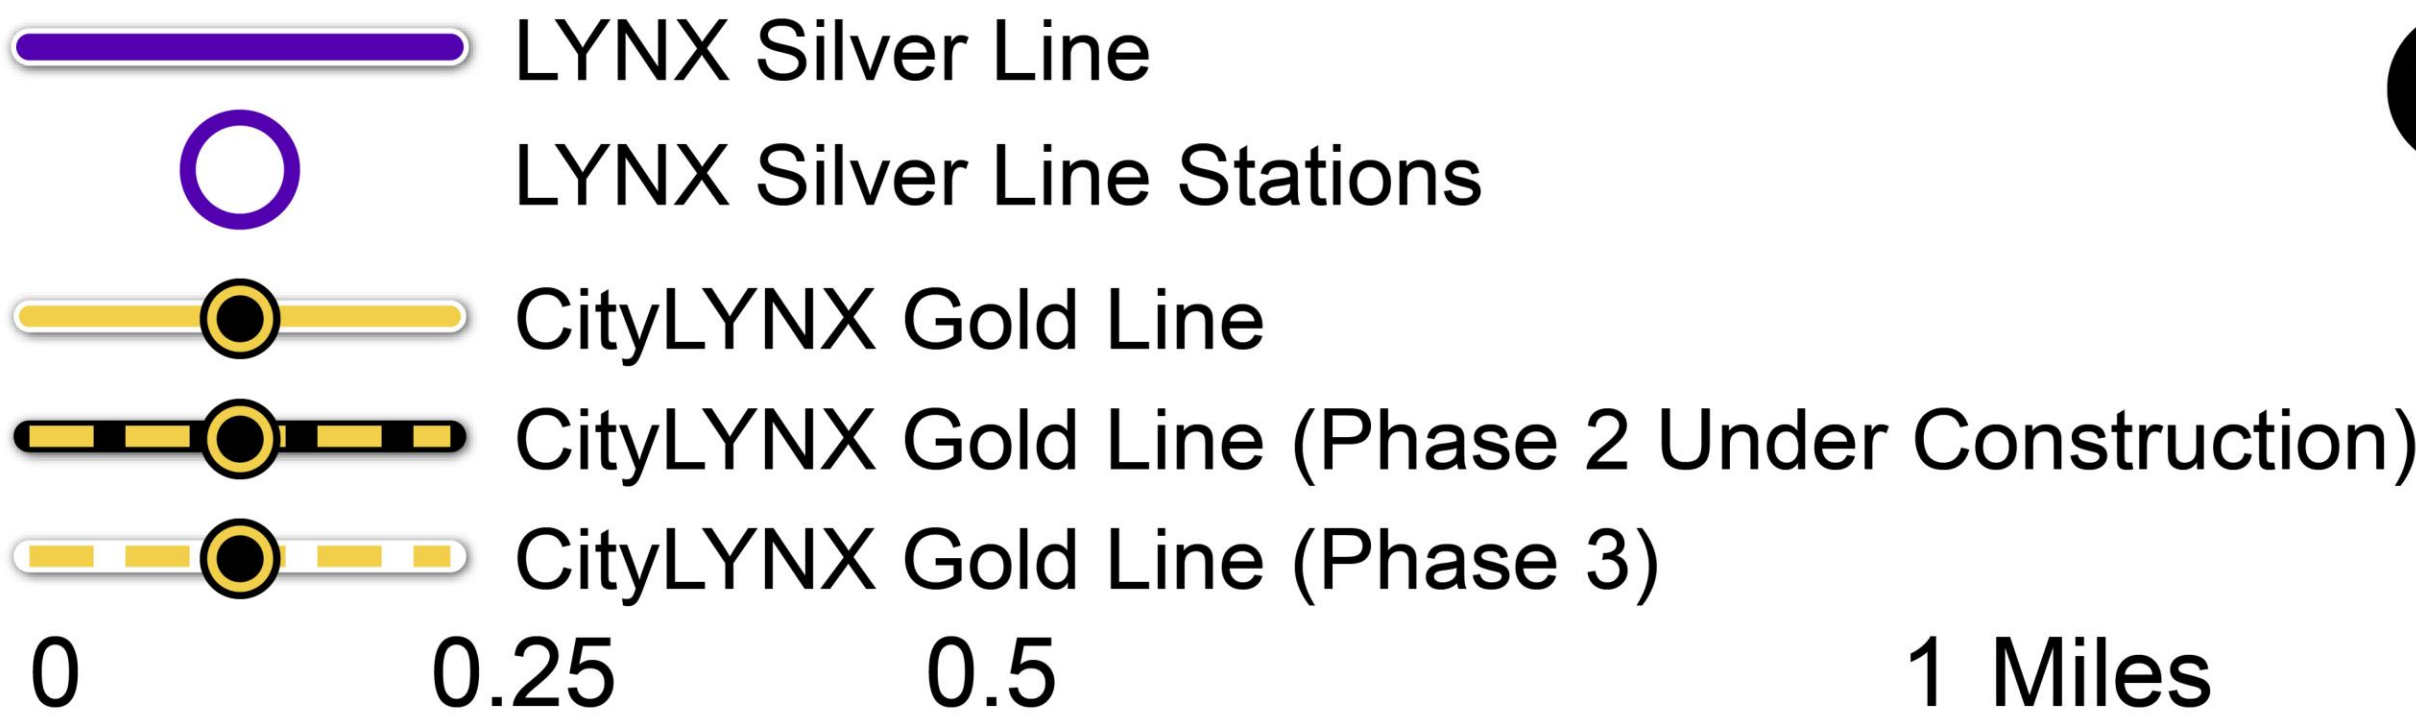 LYNX Silver Line
LYNX Silver Line Stations
CityLYNX Gold Line
CityLYNX Gold Line (Phase 2 Under Construction)
CityLYNX Gold Line (Phase 3)
0 0.25 0.5 1 Miles